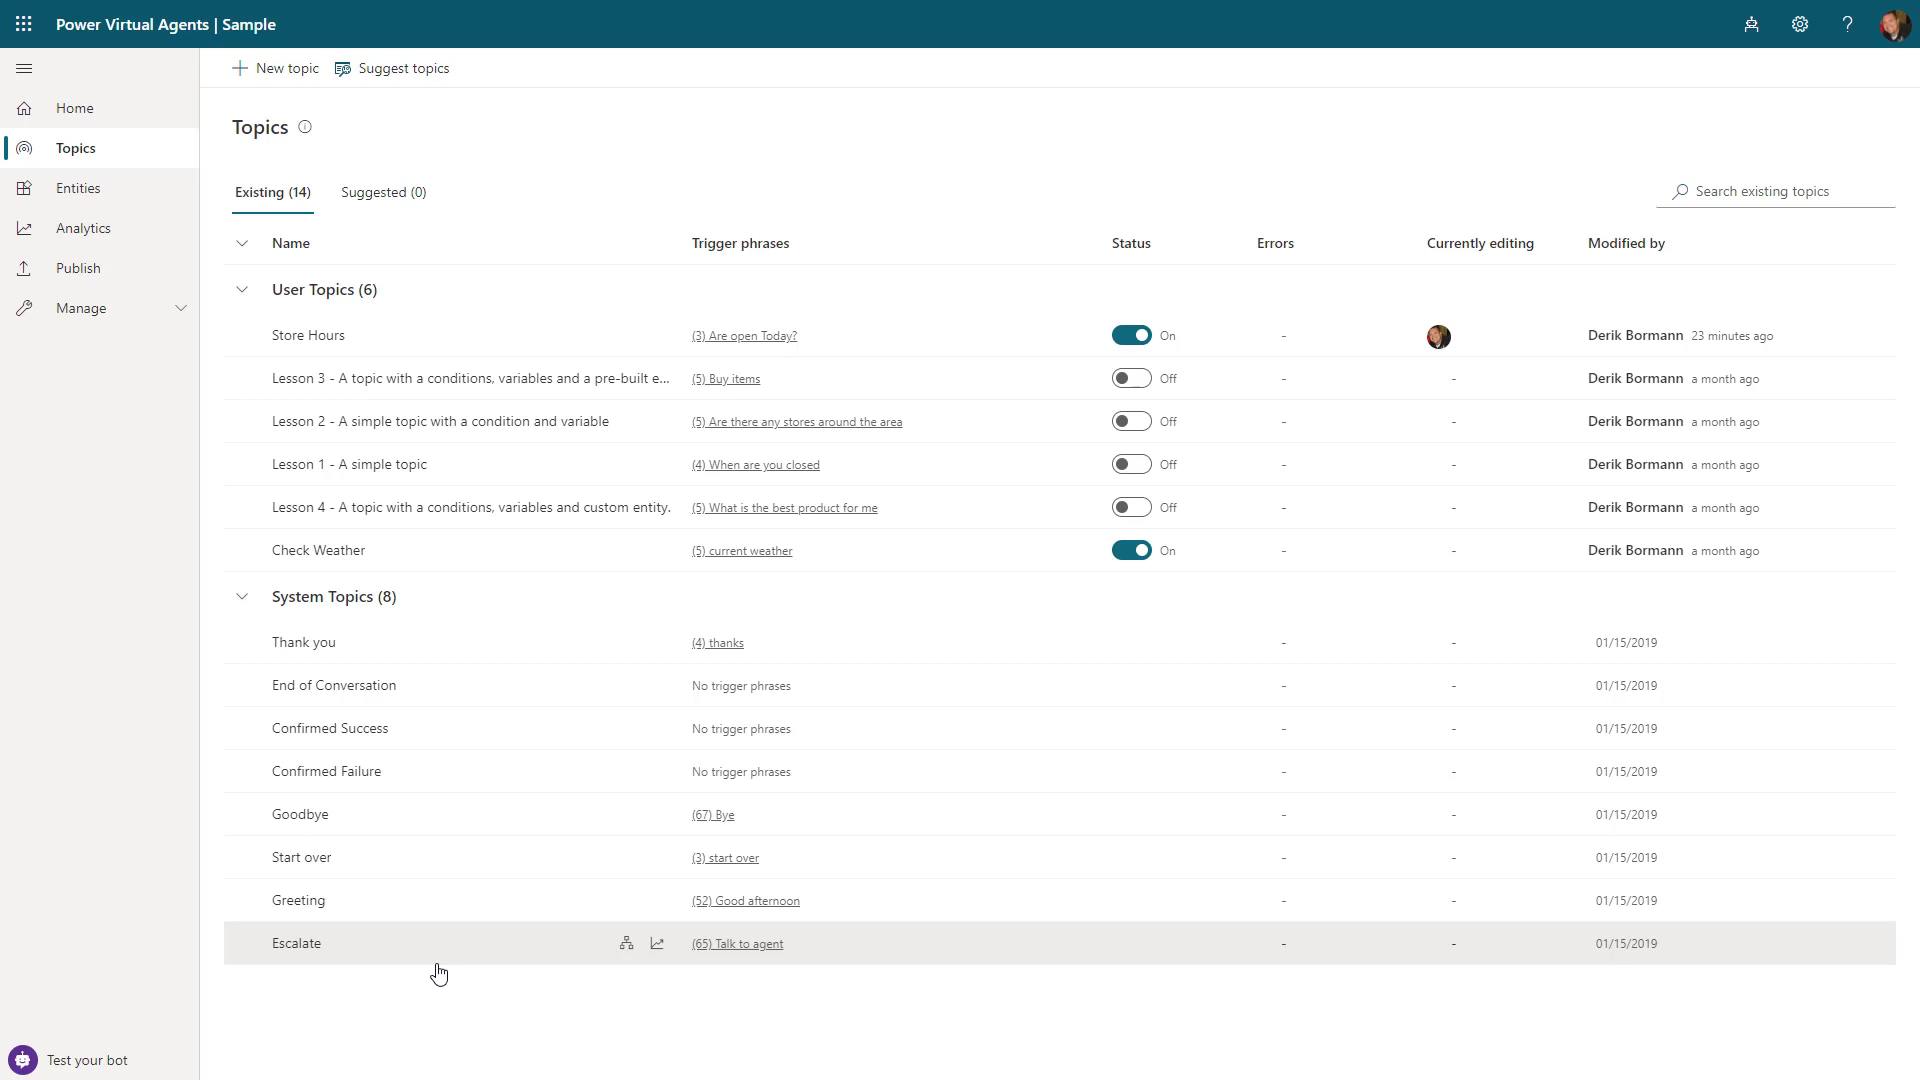 Power Virtual Agents | Sample
New topic
Suggest topics
Home
Topics
Entities
Analytics
Publish
Manage
Topics
Existing (14)
Suggested (0)
Search existing topics
Name Trigger phrases Status Errors Currently editing Modified by
User Topics (6)
Store Hours (3) Are open Today? On - Derik Bormann 23 minutes ago
Lesson 3 - A topic with a conditions, variables and a pre-built e... (5) Buy items Off - - Derik Bormann a month ago
Lesson 2 - A simple topic with a condition and variable (5) Are there any stores around the area Off - - Derik Bormann a month ago
Lesson 1 - A simple topic (4) When are you closed Off - - Derik Bormann a month ago
Lesson 4 - A topic with a conditions, variables and custom entity. (5) What is the best product for me Off - - Derik Bormann a month ago
Check Weather (5) current weather On - - Derik Bormann a month ago
System Topics (8)
Thank you (4) thanks - - 01/15/2019
End of Conversation No trigger phrases - - 01/15/2019
Confirmed Success No trigger phrases - - 01/15/2019
Confirmed Failure No trigger phrases - - 01/15/2019
Goodbye (67) Bye - - 01/15/2019
Start over (3) start over - - 01/15/2019
Greeting (52) Good afternoon - - 01/15/2019
Escalate (65) Talk to agent - - 01/15/2019
Test your bot